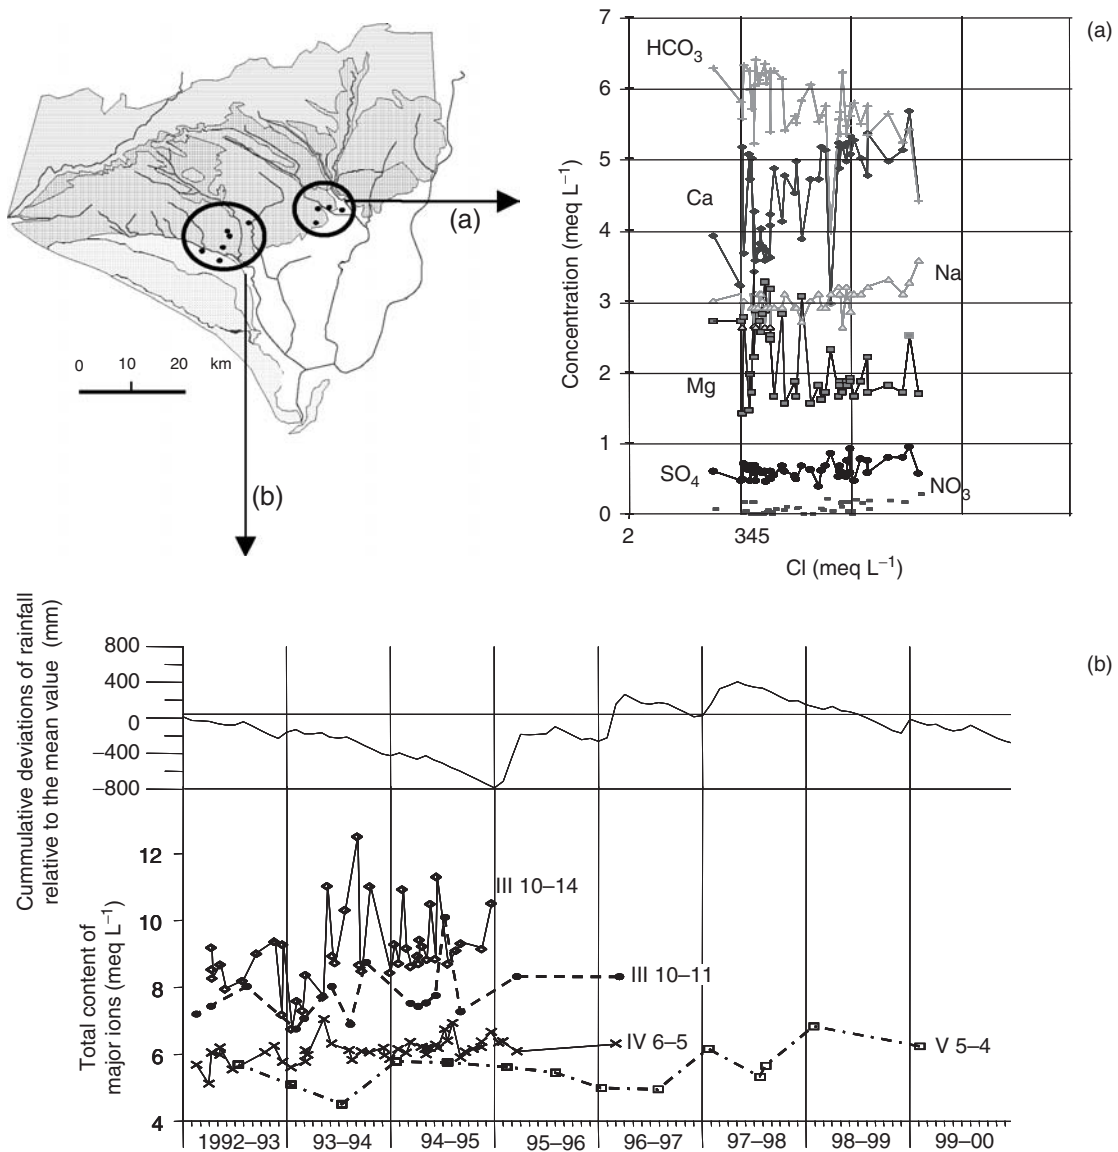 (a)
7
HCO3
6
5
Ca
4
Na
3
Mg
2
1
SO4
NO3
0
2 345
Cl (meq L–1)
Concentration (meq L–1)
(a)
0 10 20 km
(b)
(b)
Cummulative deviations of rainfall
relative to the mean value (mm)
800
400
0
–400
–800
Total content of
major ions (meq L–1)
12
10
8
6
4
III 10–14
III 10–11
IV 6–5
V 5–4
1992–93 93–94 94–95 95–96 96–97 97–98 98–99 99–00